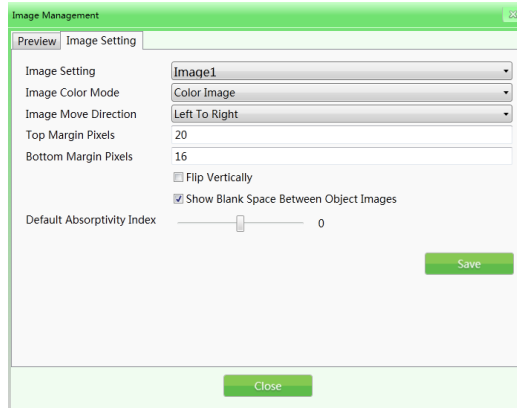 Image Management
Preview Image Setting
Image Setting Image1
Image Color Mode Color Image
Image Move Direction Left To Right
Top Margin Pixels 20
Bottom Margin Pixels 16
Flip Vertically
Show Blank Space Between Object Images
Default Absorptivity Index 0
Save
Close